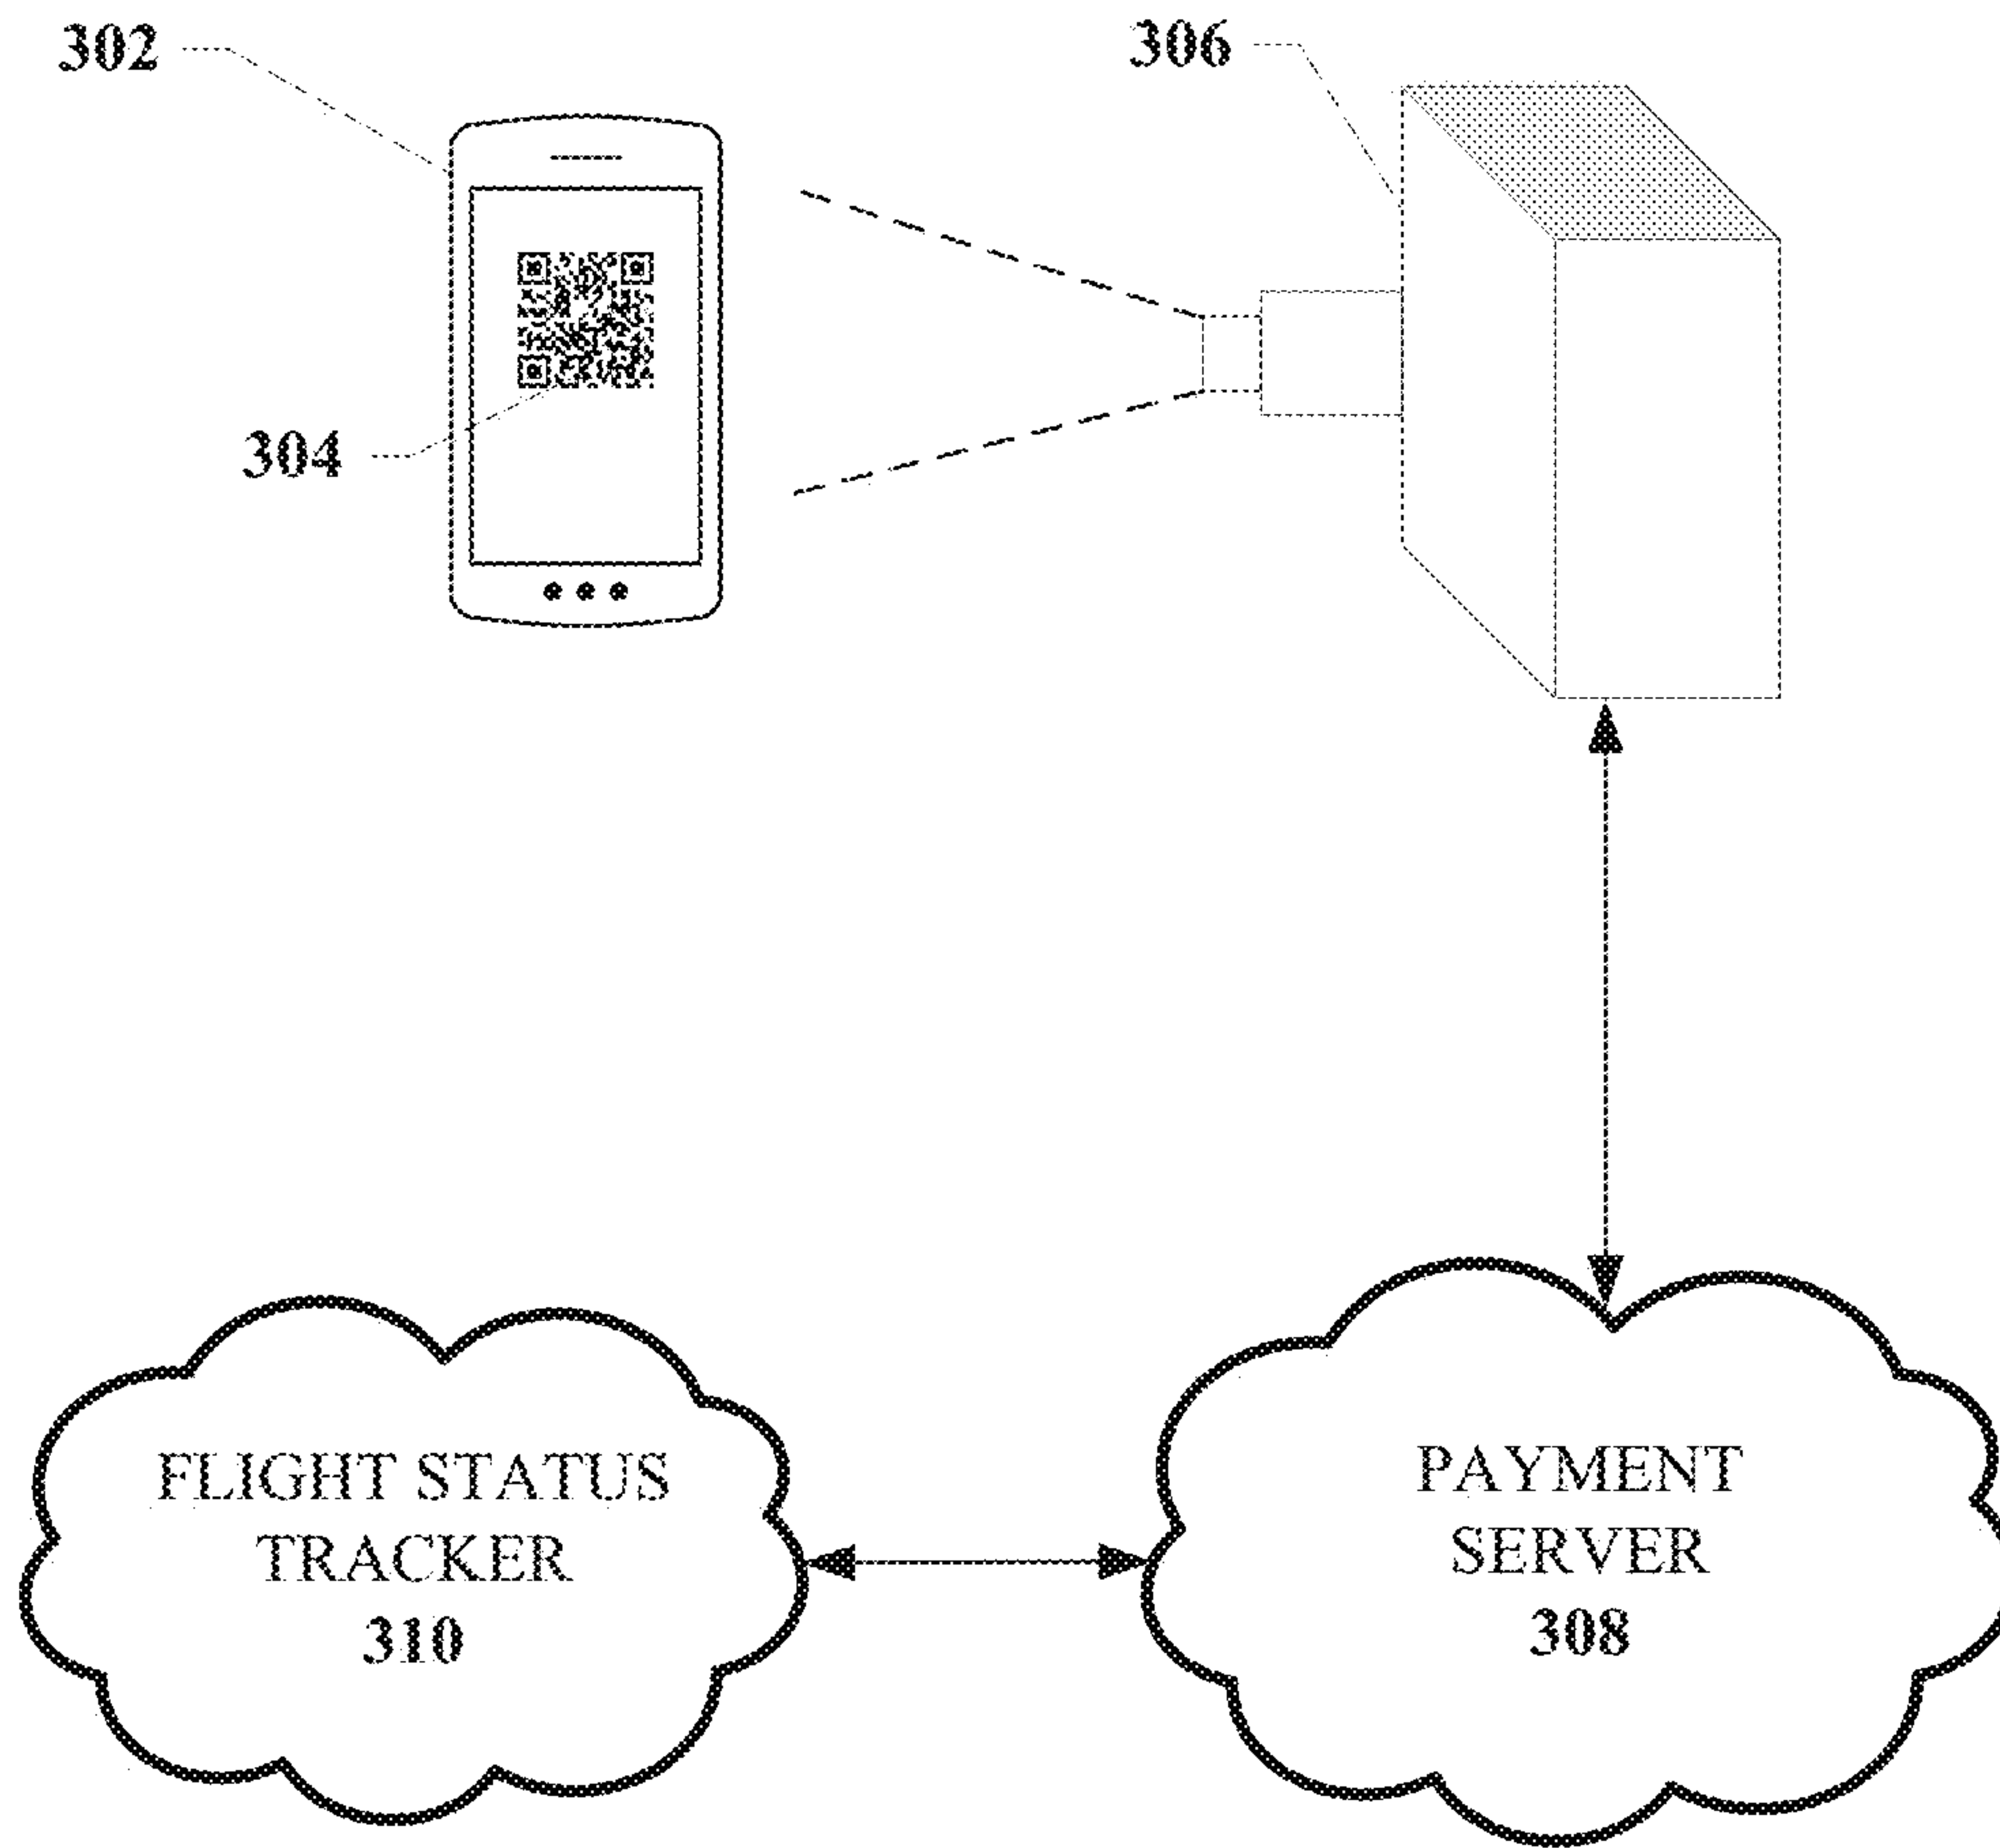 302
306
304
FLIGHT STATUS
TRACKER
310
PAYMENT
SERVER
308